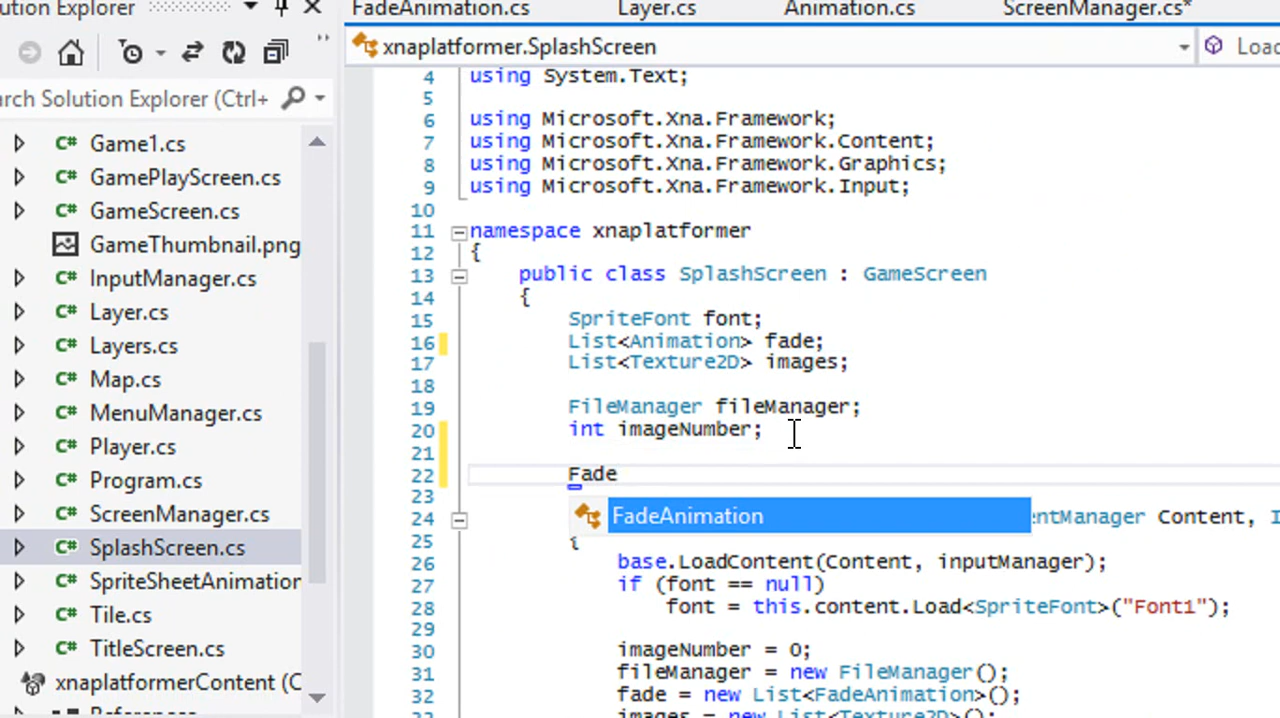 ution Explorer
FadeAnimation.cs
Layer.cs
Animation.cs
ScreenManager.cs*
xnaplatformer.SplashScreen
Load
arch Solution Explorer (Ctrl+
Game1.cs
GamePlayScreen.cs
GameScreen.cs
GameThumbnail.png
InputManager.cs
Layer.cs
Layers.cs
Map.cs
MenuManager.cs
Player.cs
Program.cs
ScreenManager.cs
SplashScreen.cs
SpriteSheetAnimation
Tile.cs
TitleScreen.cs
xnaplatformerContent (C
4 using System.Text;
5
6 using Microsoft.Xna.Framework;
7 using Microsoft.Xna.Framework.Content;
8 using Microsoft.Xna.Framework.Graphics;
9 using Microsoft.Xna.Framework.Input;
10
11 namespace xnaplatformer
12 {
13 public class SplashScreen : GameScreen
14 {
15 SpriteFont font;
16 List<Animation> fade;
17 List<Texture2D> images;
18
19 FileManager fileManager;
20 int imageNumber;
21
22 Fade
23
FadeAnimation
24 entManager Content, I
25 {
26 base.LoadContent(Content, inputManager);
27 if (font == null)
28 font = this.content.Load<SpriteFont>("Font1");
29
30 imageNumber = 0;
31 fileManager = new FileManager();
32 fade = new List<FadeAnimation>();
images = new List<Texture2D>();